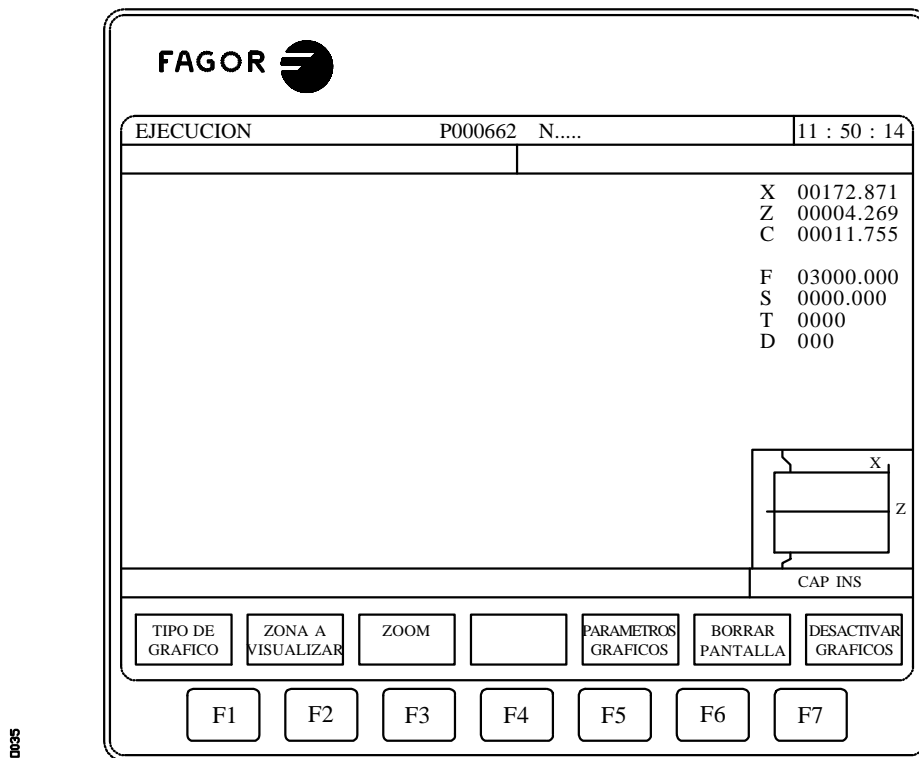 FAGOR
EJECUCION P000662 N..... 11 : 50 : 14
X 00172.871
Z 00004.269
C 00011.755
F 03000.000
S 0000.000
T 0000
D 000
X
Z
CAP INS
TIPO DE GRAFICO
ZONA A VISUALIZAR
ZOOM
PARAMETROS GRAFICOS
BORRAR PANTALLA
DESACTIVAR GRAFICOS
F1 F2 F3 F4 F5 F6 F7
0035